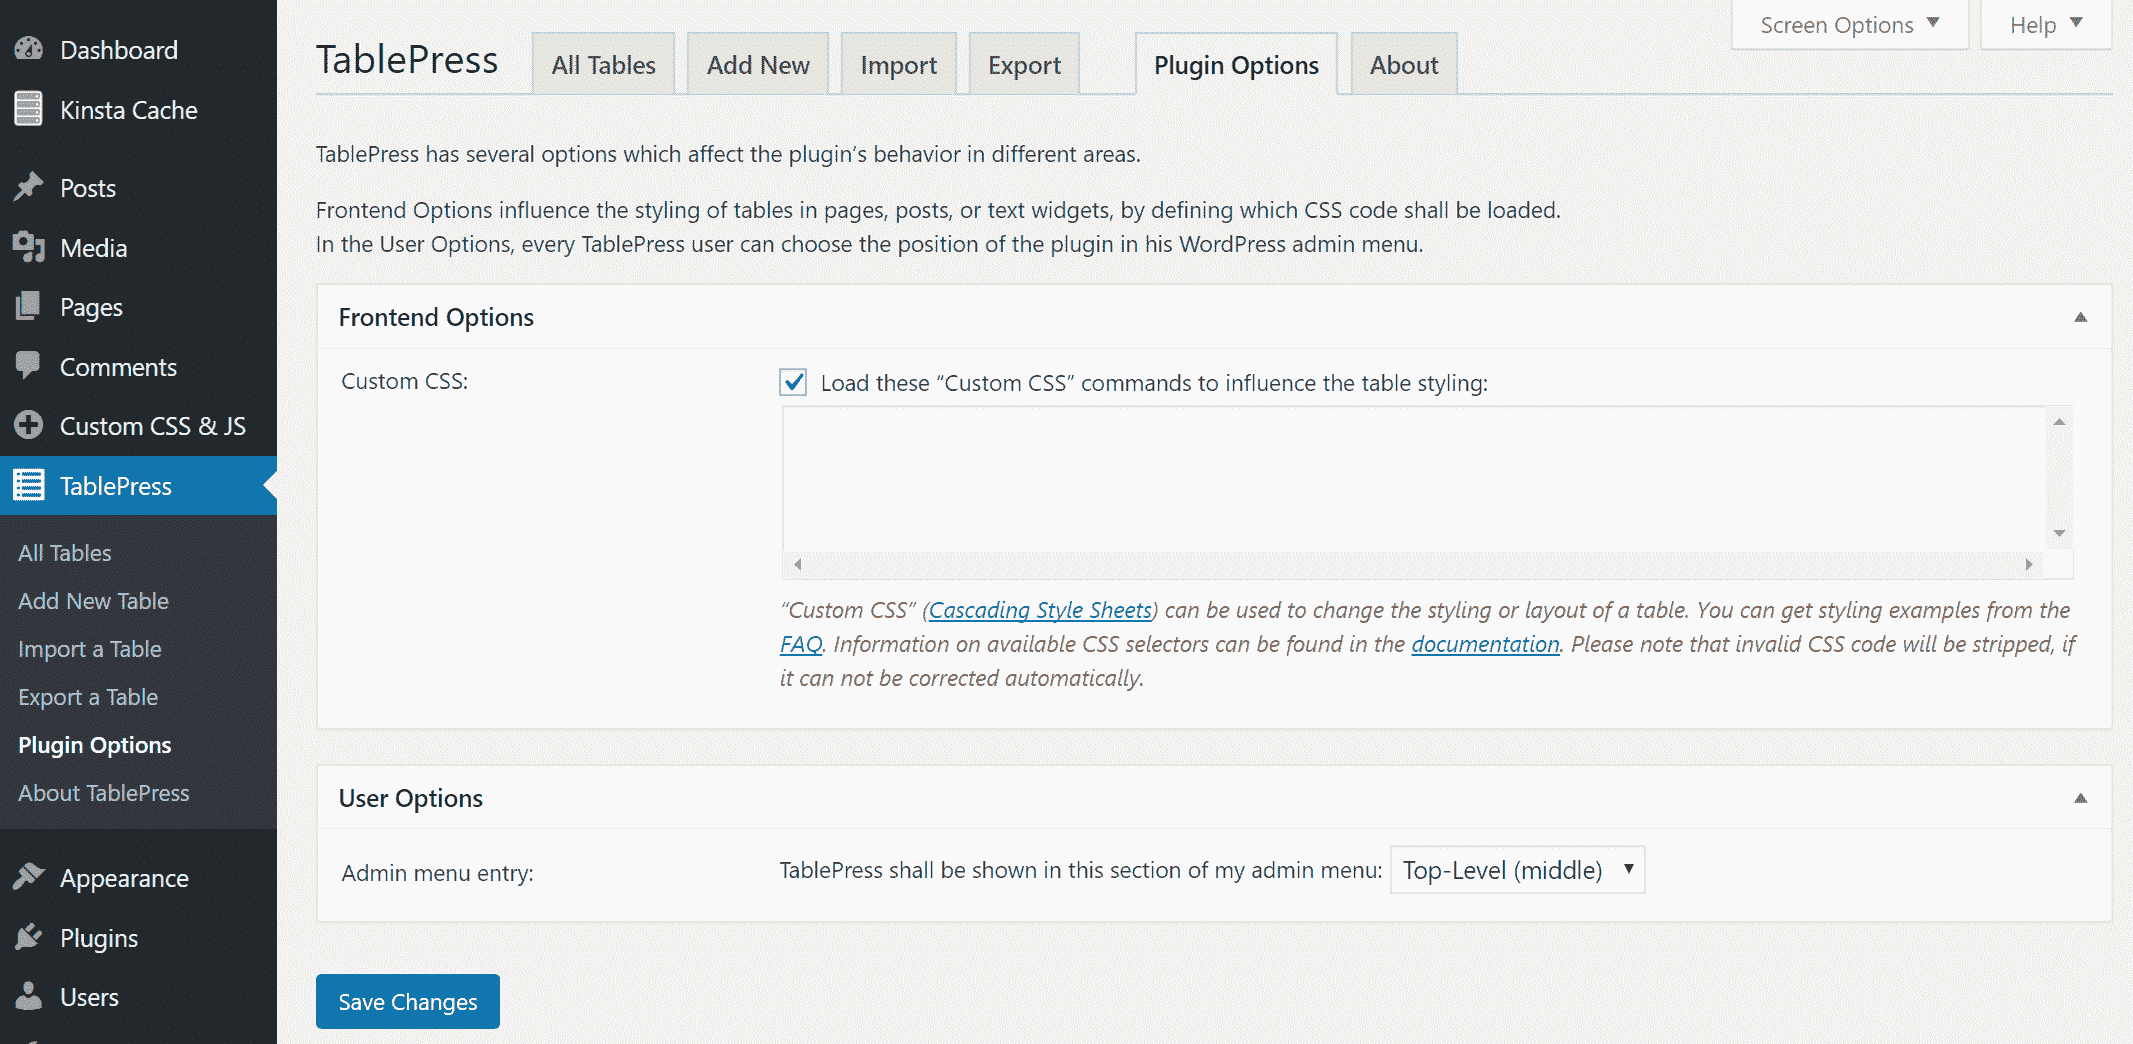 Dashboard
Kinsta Cache
Posts
Media
Pages
Comments
Custom CSS & JS
TablePress
All Tables
Add New Table
Import a Table
Export a Table
Plugin Options
About TablePress
Appearance
Plugins
Users
Screen Options
Help
TablePress
All Tables
Add New
Import
Export
Plugin Options
About
TablePress has several options which affect the plugin’s behavior in different areas.
Frontend Options influence the styling of tables in pages, posts, or text widgets, by defining which CSS code shall be loaded.
In the User Options, every TablePress user can choose the position of the plugin in his WordPress admin menu.
Frontend Options
Custom CSS:
Load these “Custom CSS” commands to influence the table styling:
“Custom CSS” (Cascading Style Sheets) can be used to change the styling or layout of a table. You can get styling examples from the
FAQ. Information on available CSS selectors can be found in the documentation. Please note that invalid CSS code will be stripped, if
it can not be corrected automatically.
User Options
Admin menu entry:
TablePress shall be shown in this section of my admin menu: Top-Level (middle)
Save Changes